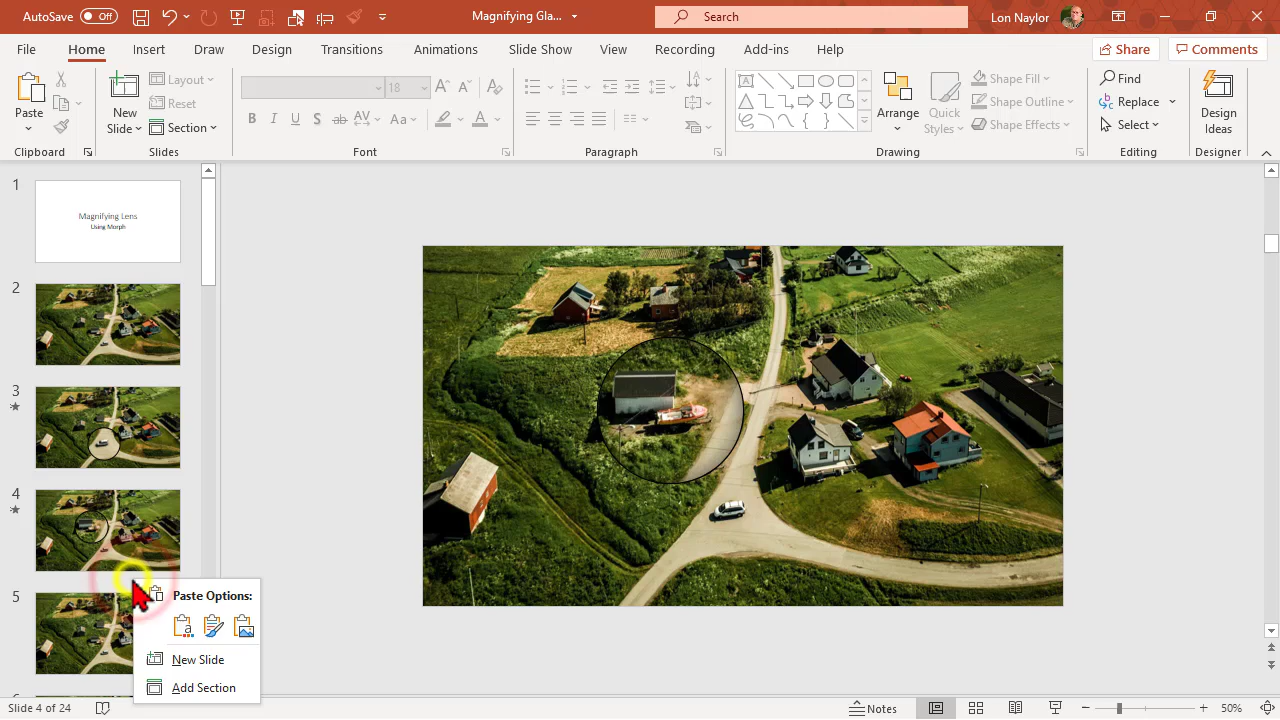 AutoSave Off Magnifying Gla... Search Lon Naylor
File Home Insert Draw Design Transitions Animations Slide Show View Recording Add-ins Help Share Comments
Paste
Clipboard
New
Slide
Layout
Reset
Section
Slides
18
B I U S ab AV Aa A
Font
Paragraph
Arrange
Quick
Styles
Shape Fill
Shape Outline
Shape Effects
Drawing
Find
Replace
Select
Editing
Design
Ideas
Designer
1
Magnifying Lens
Using Morph
2
3
4
5
Paste Options:
New Slide
Add Section
Slide 4 of 24
Notes
50%